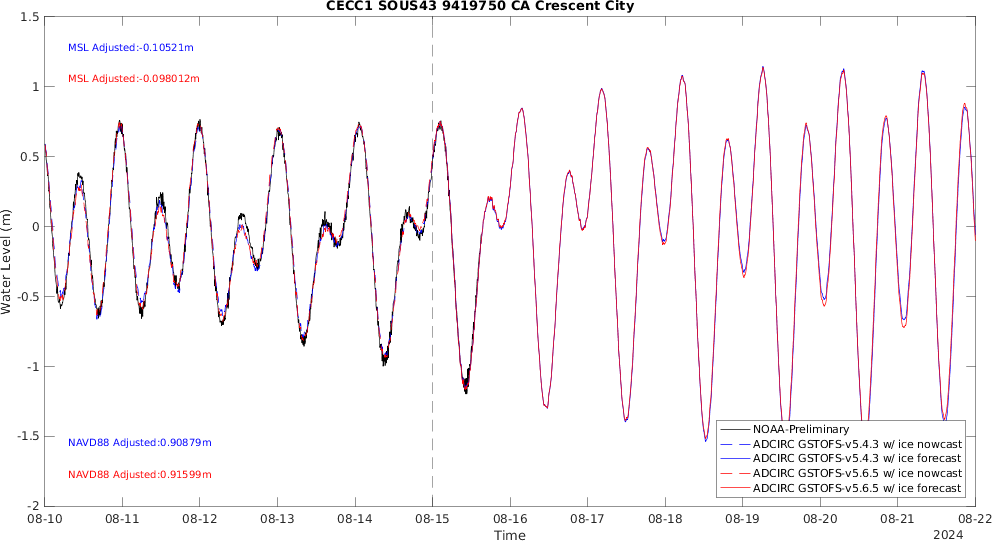 CECC1 SOUS43 9419750 CA Crescent City
MSL Adjusted:-0.10521m
MSL Adjusted:-0.098012m
NAVD88 Adjusted:0.90879m
NAVD88 Adjusted:0.91599m
Water Level (m)
1.5
1
0.5
0
-0.5
-1
-1.5
-2
NOAA-Preliminary
ADCIRC GSTOFS-v5.4.3 w/ ice nowcast
ADCIRC GSTOFS-v5.4.3 w/ ice forecast
ADCIRC GSTOFS-v5.6.5 w/ ice nowcast
ADCIRC GSTOFS-v5.6.5 w/ ice forecast
08-10 08-11 08-12 08-13 08-14 08-15 08-16 08-17 08-18 08-19 08-20 08-21 08-22
Time
2024